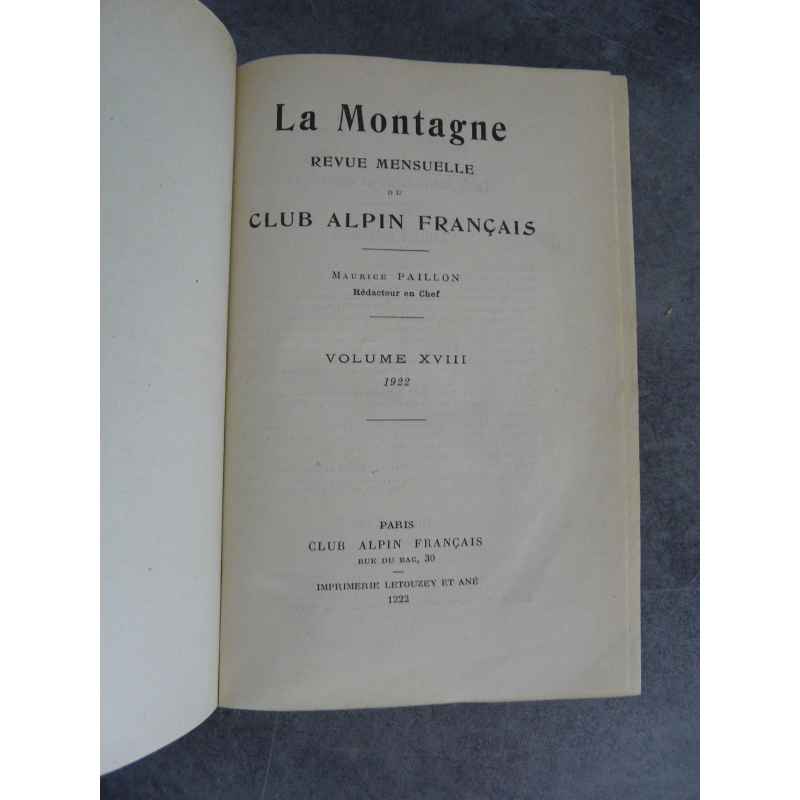 La Montagne
REVUE MENSUELLE
DU
CLUB ALPIN FRANÇAIS
MAURICE PAILLON
Rédacteur en Chef
VOLUME XVIII
1922
PARIS
CLUB ALPIN FRANÇAIS
RUE DU BAC, 30
IMPRIMERIE LETOUZEY ET ANÉ
1222